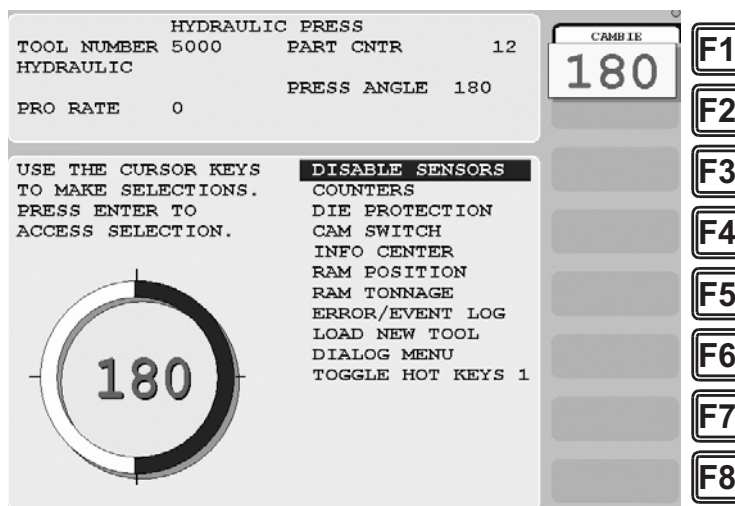 HYDRAULIC PRESS
TOOL NUMBER 5000 PART CNTR 12
HYDRAULIC
PRESS ANGLE 180
PRO RATE 0
CAMBIE
180
USE THE CURSOR KEYS
TO MAKE SELECTIONS.
PRESS ENTER TO
ACCESS SELECTION.
180
DISABLE SENSORS
COUNTERS
DIE PROTECTION
CAM SWITCH
INFO CENTER
RAM POSITION
RAM TONNAGE
ERROR/EVENT LOG
LOAD NEW TOOL
DIALOG MENU
TOGGLE HOT KEYS 1
F1
F2
F3
F4
F5
F6
F7
F8